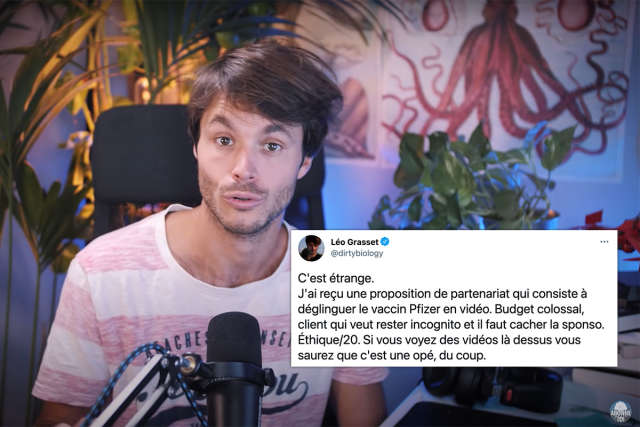 Léo Grasset
@dirtybiology
C'est étrange.
J'ai reçu une proposition de partenariat qui consiste à
déglinguer le vaccin Pfizer en vidéo. Budget colossal,
client qui veut rester incognito et il faut cacher la sponso.
Éthique/20. Si vous voyez des vidéos là dessus vous
saurez que c'est une opé, du coup.
REACHES